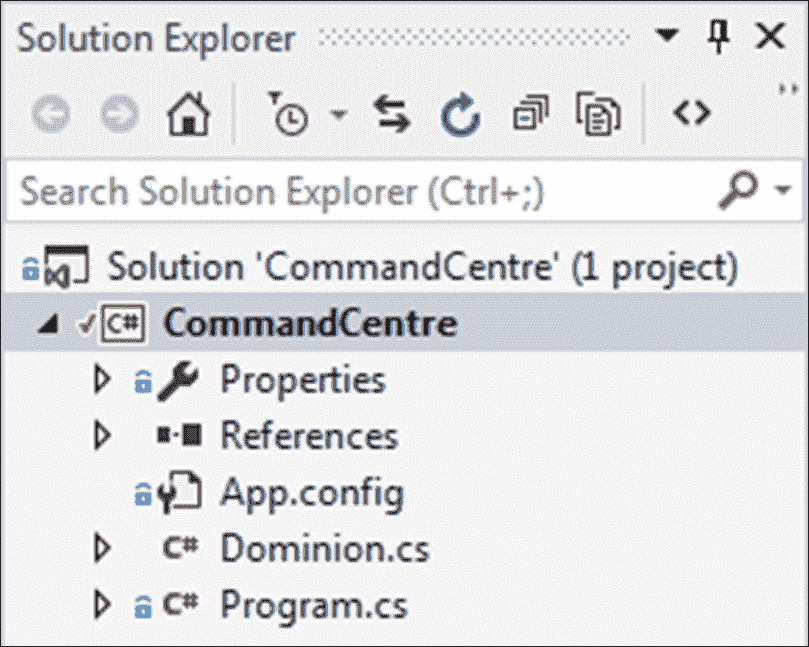 Solution Explorer
Search Solution Explorer (Ctrl+;)
Solution 'CommandCentre' (1 project)
C# CommandCentre
Properties
References
App.config
C# Dominion.cs
C# Program.cs